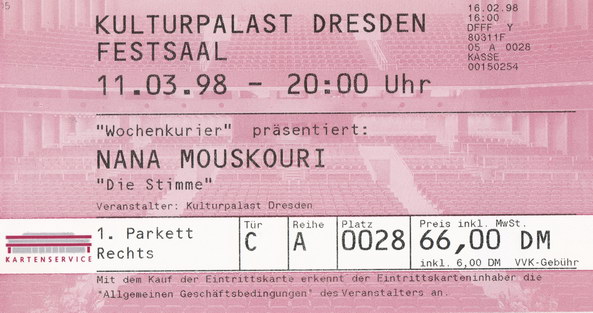 KULTURPALAST DRESDEN
FESTSAAL
11.03.98 - 20:00 Uhr
16.02.98
16:00
DFFF Y
80311F
05 A 0028
KASSE
00150254
"Wochenkurier" präsentiert:
NANA MOUSKOURI
"Die Stimme"
Veranstalter: Kulturpalast Dresden
KARTENSERVICE
1. Parkett
Rechts
Tür
C
Reihe
A
Platz
0028
Preis inkl. MwSt.
66,00 DM
inkl. 6,00 DM VVK-Gebühr
Mit dem Kauf der Eintrittskarte erkennt der Eintrittskarteninhaber die
"Allgemeinen Geschäftsbedingungen" des Veranstalters an.